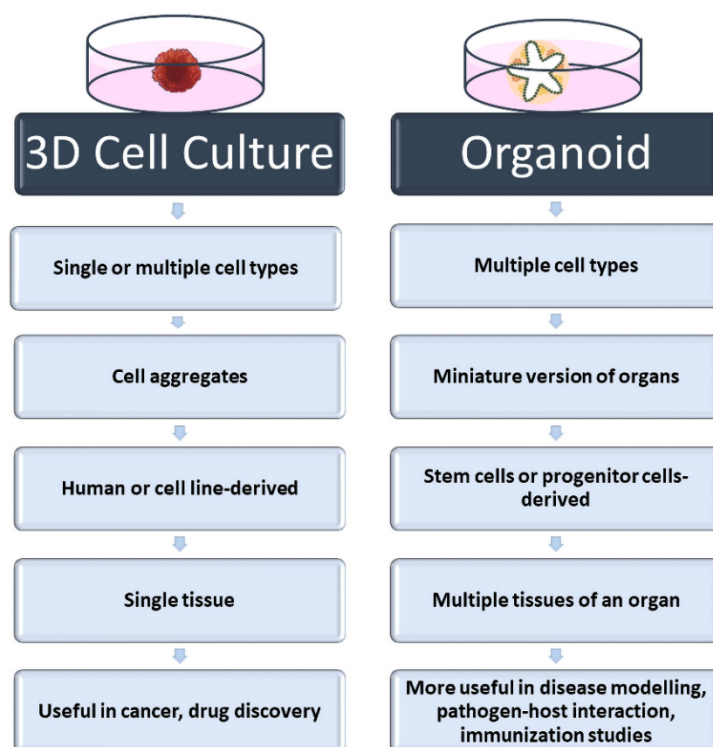 3D Cell Culture
Single or multiple cell types
Cell aggregates
Human or cell line-derived
Single tissue
Useful in cancer, drug discovery
Organoid
Multiple cell types
Miniature version of organs
Stem cells or progenitor cells-
derived
Multiple tissues of an organ
More useful in disease modelling,
pathogen-host interaction,
immunization studies